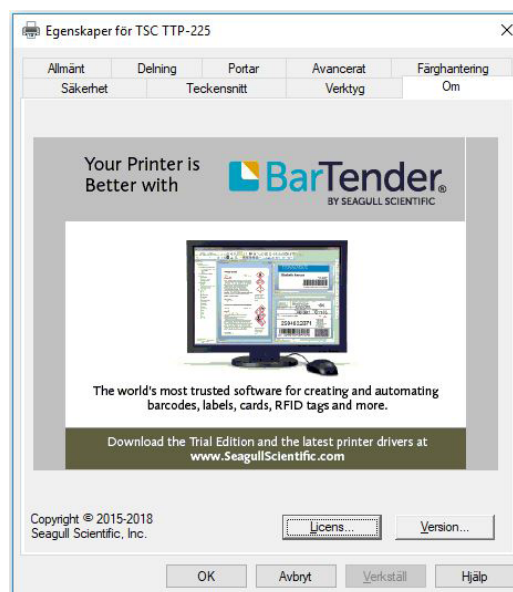 Egenskaper för TSC TTP-225
Allmänt Delning Portar Avancerat Färghantering
Säkerhet Teckensnitt Verktyg Om
Your Printer is
Better with
BarTender®
BY SEAGULL SCIENTIFIC
The world's most trusted software for creating and automating
barcodes, labels, cards, RFID tags and more.
Download the Trial Edition and the latest printer drivers at
www.SeagullScientific.com
Copyright © 2015-2018
Seagull Scientific, Inc.
Licens... Version...
OK Avbryt Verkställ Hjälp